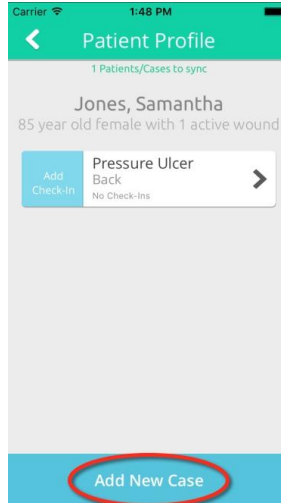 Carrier 1:48 PM
Patient Profile
1 Patients/Cases to sync
Jones, Samantha
85 year old female with 1 active wound
Add
Check-In
Pressure Ulcer
Back
No Check-Ins
Add New Case